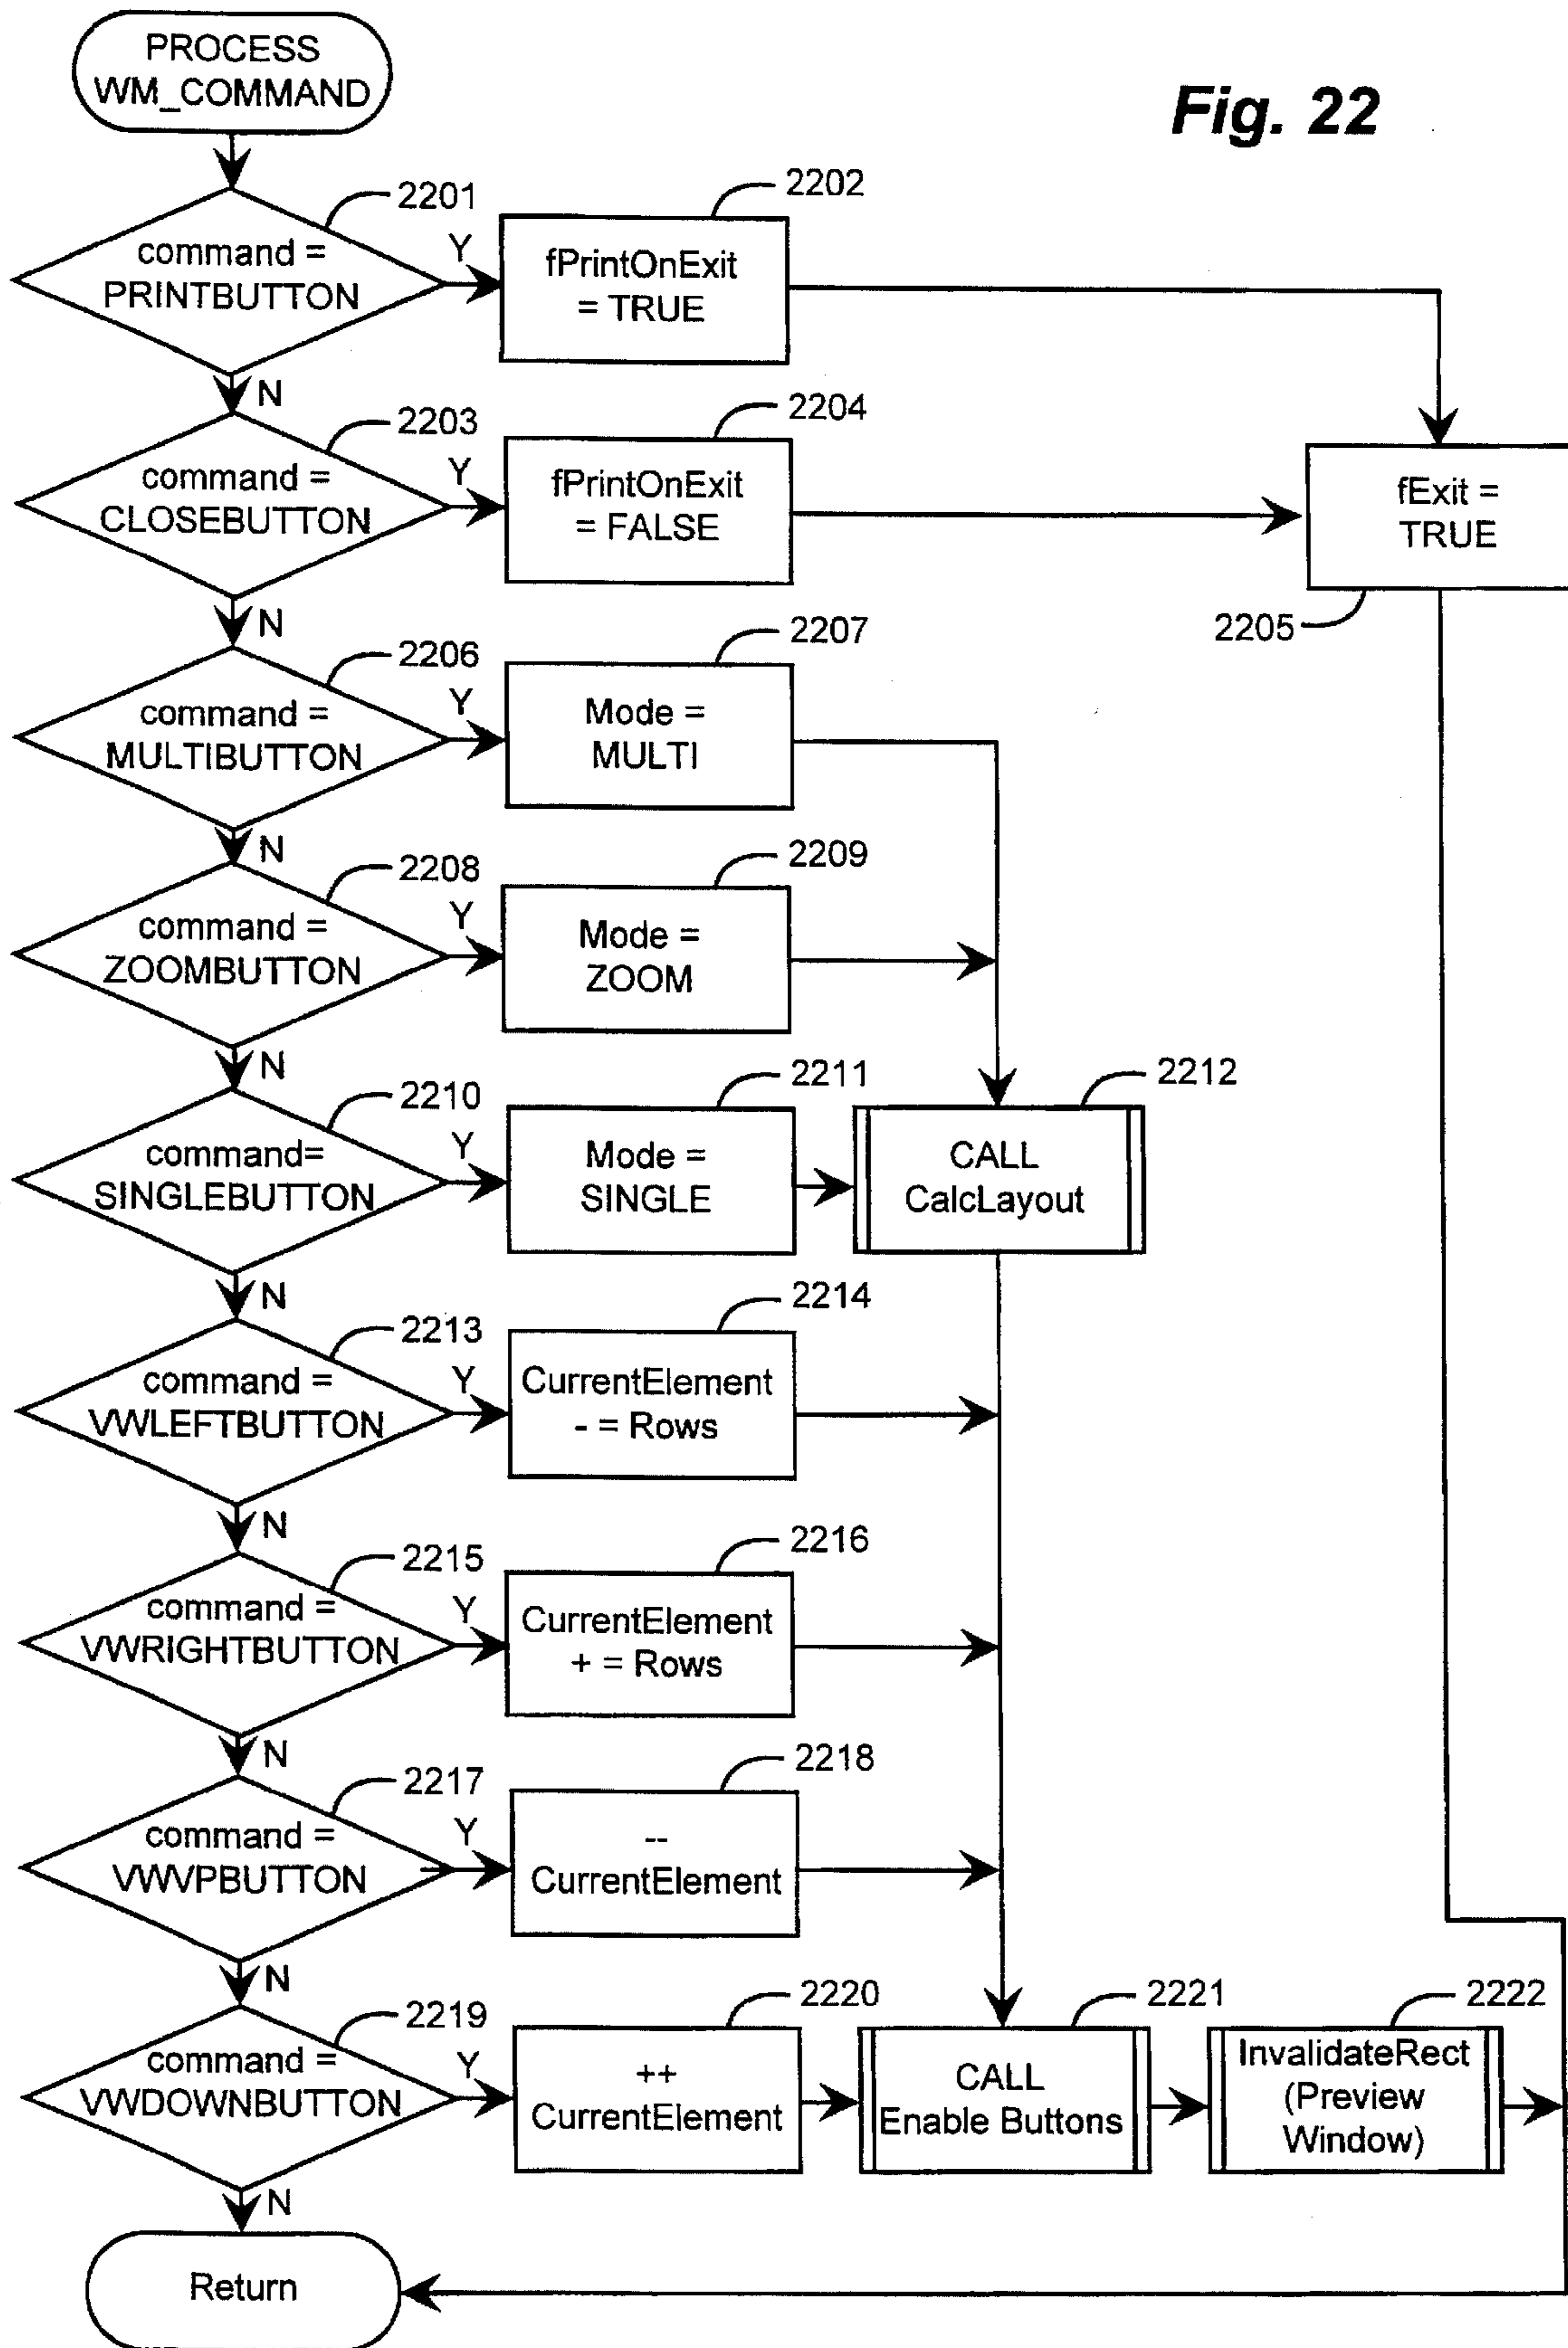 PROCESS
WM_COMMAND
Fig. 22
2201
command =
PRINTBUTTON
Y
2202
fPrintOnExit
= TRUE
N
2203
command =
CLOSEBUTTON
Y
2204
fPrintOnExit
= FALSE
fExit =
TRUE
2205
N
2206
command =
MULTIBUTTON
Y
2207
Mode =
MULTI
N
2208
command =
ZOOMBUTTON
Y
2209
Mode =
ZOOM
N
2210
command=
SINGLEBUTTON
Y
2211
Mode =
SINGLE
2212
CALL
CalcLayout
N
2213
command =
VWLEFTBUTTON
Y
2214
CurrentElement
- = Rows
N
2215
command =
VWRIGHTBUTTON
Y
2216
CurrentElement
+ = Rows
N
2217
command =
VWVPBUTTON
Y
2218
--
CurrentElement
N
2219
command =
VWDOWNBUTTON
Y
2220
++
CurrentElement
2221
CALL
Enable Buttons
2222
InvalidateRect
(Preview
Window)
N
Return